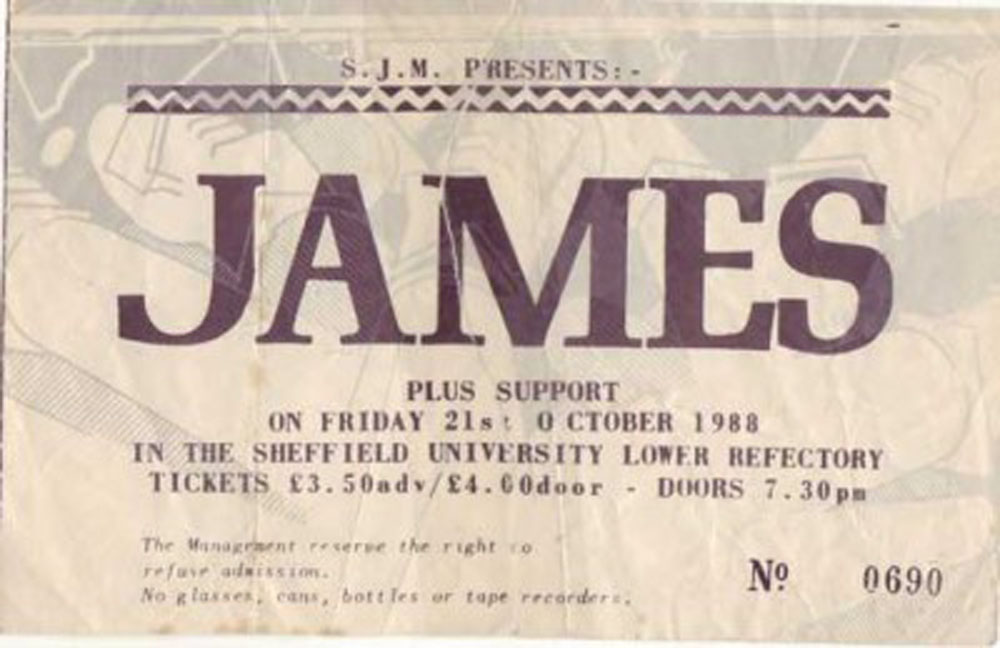 S.J.M. PRESENTS:-
JAMES
PLUS SUPPORT
ON FRIDAY 21st O CTOBER 1988
IN THE SHEFFIELD UNIVERSITY LOWER REFECTORY
TICKETS £3.50adv/£4.00door - DOORS 7.30pm
The Management reserve the right to
refuse admission.
No glasses, cans, bottles or tape recorders.
Nº 0690